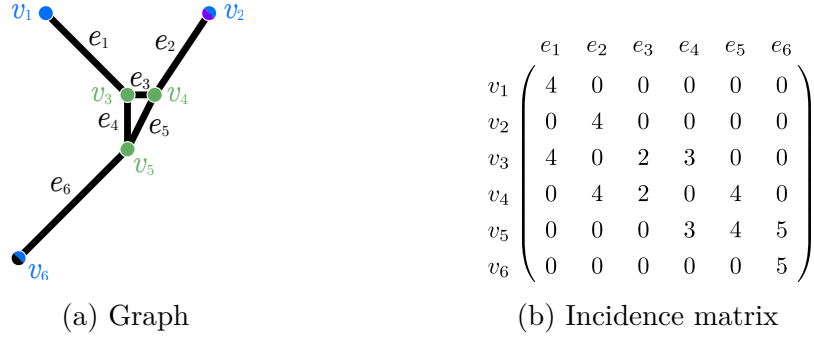 v₁ v₂
e₁ e₂
e₃
v₃ v₄
e₄ e₅
v₅
e₆
v₆
(a) Graph
e₁ e₂ e₃ e₄ e₅ e₆
v₁ 4 0 0 0 0 0
v₂ 0 4 0 0 0 0
v₃ 4 0 2 3 0 0
v₄ 0 4 2 0 4 0
v₅ 0 0 0 3 4 5
v₆ 0 0 0 0 0 5
(b) Incidence matrix